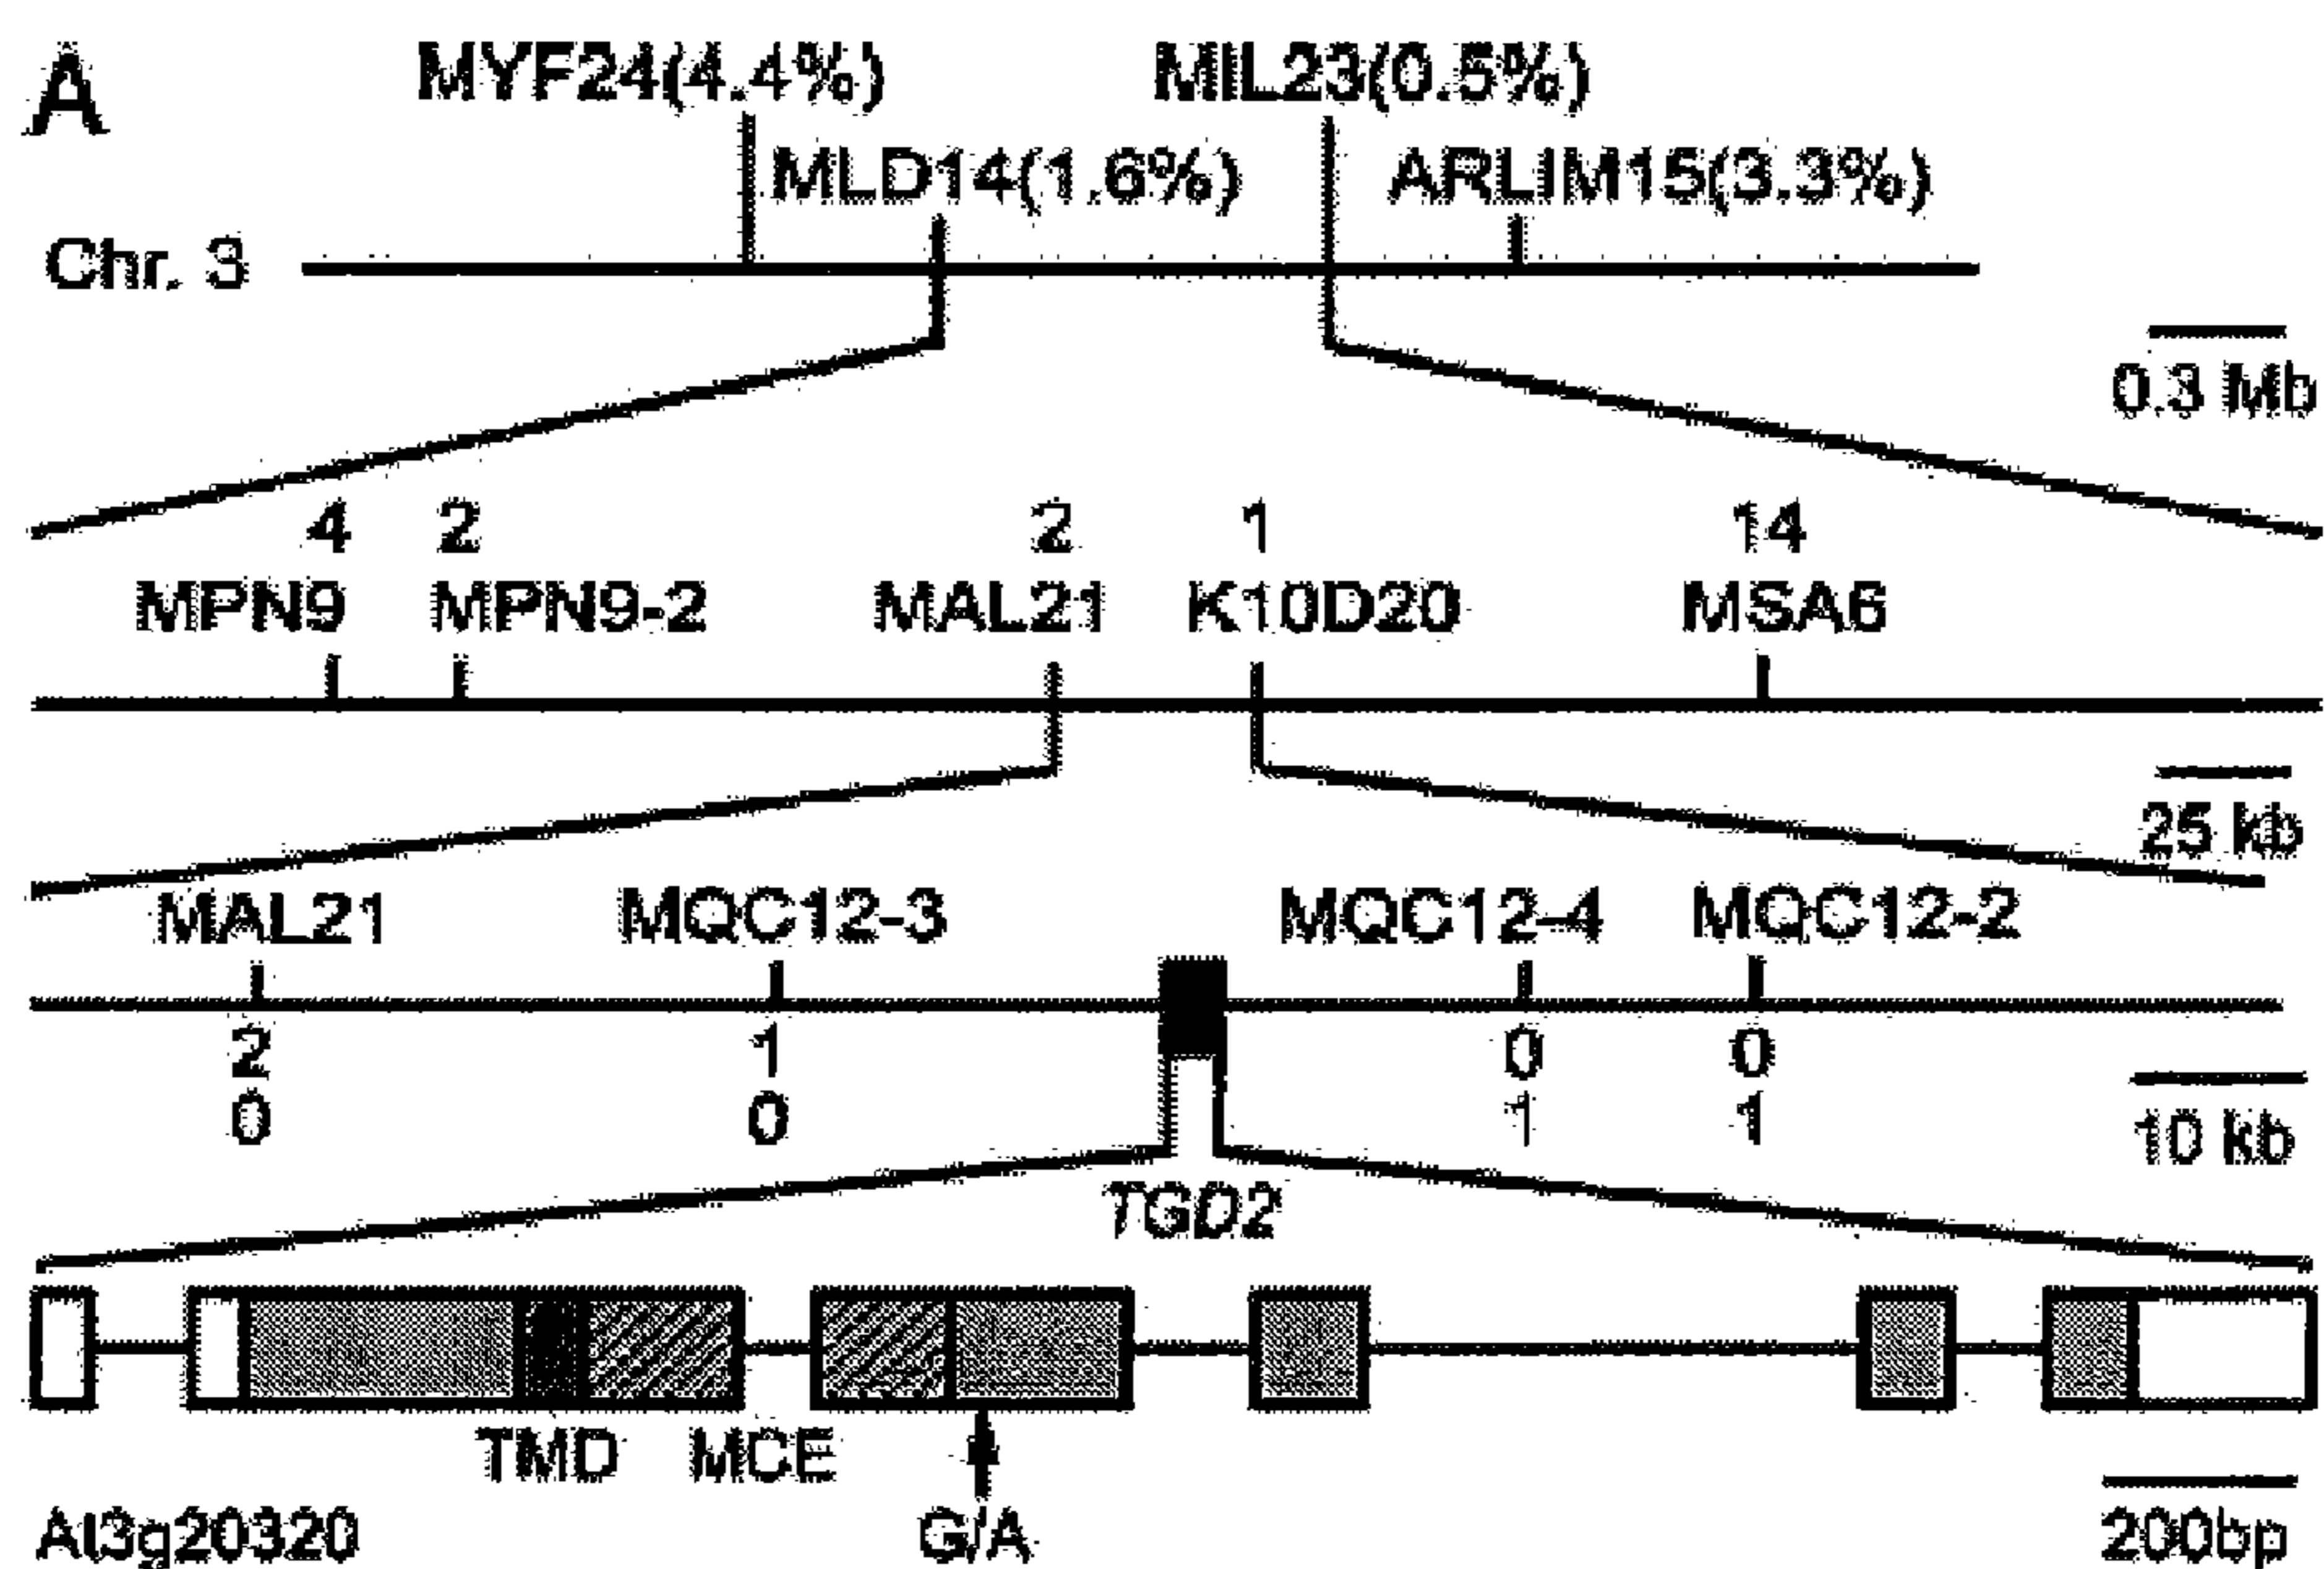 A
MYF24(4.4%) MIL23(0.5%)
MLD14(1.6%) ARLIM15(3.3%)
Chr. 3
0.3 Mb
4 2 2 1 14
MPN9 MPN9-2 MAL21 K10D20 MSA6
25 kb
MAL21 MQC12-3 MQC12-4 MQC12-2
2 1 0 0
0 0 1 1
10 kb
TGD2
TMD MCE
At3g20320 G/A 200bp